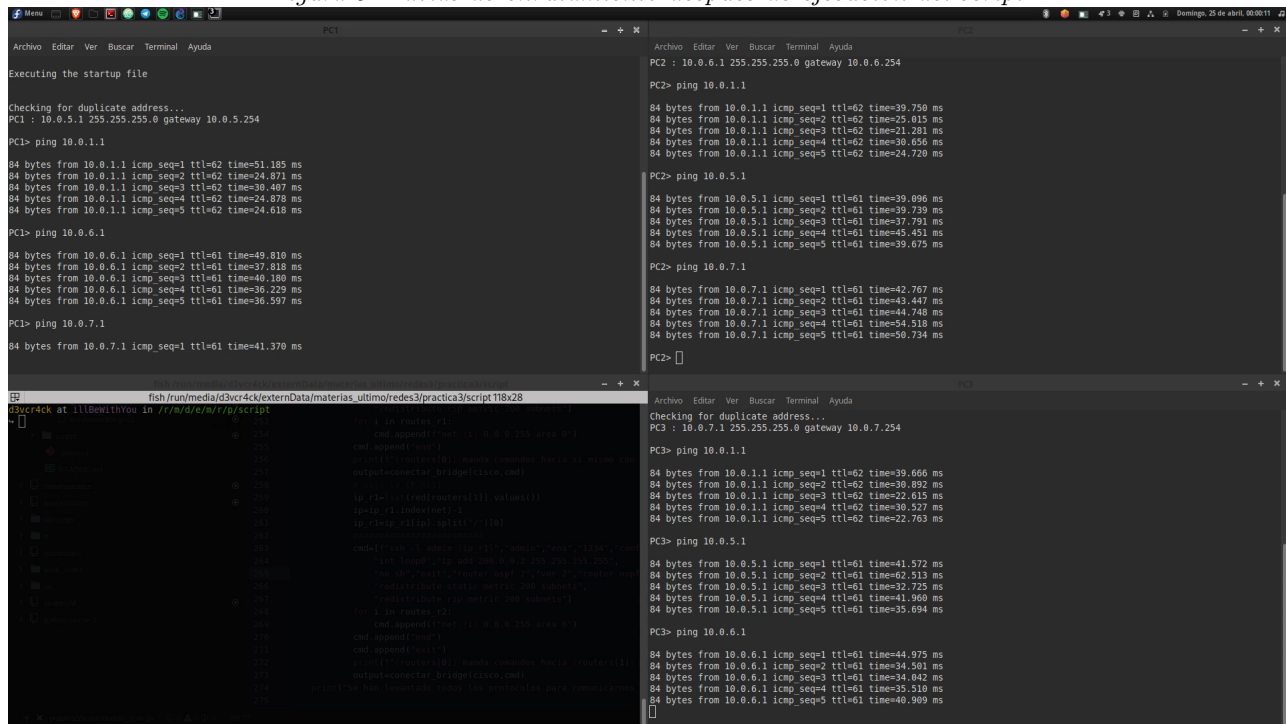 Menu
Domingo, 25 de abril, 00:00:11
PC1
Archivo Editar Ver Buscar Terminal Ayuda
Executing the startup file
Checking for duplicate address...
PC1 : 10.0.5.1 255.255.255.0 gateway 10.0.5.254
PC1> ping 10.0.1.1
84 bytes from 10.0.1.1 icmp_seq=1 ttl=62 time=51.185 ms
84 bytes from 10.0.1.1 icmp_seq=2 ttl=62 time=24.871 ms
84 bytes from 10.0.1.1 icmp_seq=3 ttl=62 time=30.407 ms
84 bytes from 10.0.1.1 icmp_seq=4 ttl=62 time=24.878 ms
84 bytes from 10.0.1.1 icmp_seq=5 ttl=62 time=24.618 ms
PC1> ping 10.0.6.1
84 bytes from 10.0.6.1 icmp_seq=1 ttl=61 time=49.810 ms
84 bytes from 10.0.6.1 icmp_seq=2 ttl=61 time=37.818 ms
84 bytes from 10.0.6.1 icmp_seq=3 ttl=61 time=40.180 ms
84 bytes from 10.0.6.1 icmp_seq=4 ttl=61 time=36.229 ms
84 bytes from 10.0.6.1 icmp_seq=5 ttl=61 time=36.597 ms
PC1> ping 10.0.7.1
84 bytes from 10.0.7.1 icmp_seq=1 ttl=61 time=41.370 ms
PC2
Archivo Editar Ver Buscar Terminal Ayuda
PC2 : 10.0.6.1 255.255.255.0 gateway 10.0.6.254
PC2> ping 10.0.1.1
84 bytes from 10.0.1.1 icmp_seq=1 ttl=62 time=39.750 ms
84 bytes from 10.0.1.1 icmp_seq=2 ttl=62 time=25.015 ms
84 bytes from 10.0.1.1 icmp_seq=3 ttl=62 time=21.281 ms
84 bytes from 10.0.1.1 icmp_seq=4 ttl=62 time=30.656 ms
84 bytes from 10.0.1.1 icmp_seq=5 ttl=62 time=24.720 ms
PC2> ping 10.0.5.1
84 bytes from 10.0.5.1 icmp_seq=1 ttl=61 time=39.096 ms
84 bytes from 10.0.5.1 icmp_seq=2 ttl=61 time=39.739 ms
84 bytes from 10.0.5.1 icmp_seq=3 ttl=61 time=37.791 ms
84 bytes from 10.0.5.1 icmp_seq=4 ttl=61 time=45.451 ms
84 bytes from 10.0.5.1 icmp_seq=5 ttl=61 time=39.675 ms
PC2> ping 10.0.7.1
84 bytes from 10.0.7.1 icmp_seq=1 ttl=61 time=42.767 ms
84 bytes from 10.0.7.1 icmp_seq=2 ttl=61 time=43.447 ms
84 bytes from 10.0.7.1 icmp_seq=3 ttl=61 time=44.748 ms
84 bytes from 10.0.7.1 icmp_seq=4 ttl=61 time=54.518 ms
84 bytes from 10.0.7.1 icmp_seq=5 ttl=61 time=50.734 ms
PC2>
fish /run/media/d3vcr4ck/externData/materias_ultimo/redes3/practica3/script
fish /run/media/d3vcr4ck/externData/materias_ultimo/redes3/practica3/script 118x28
d3vcr4ck at illBeWithYou in /r/m/d/e/m/r/p/script
PC3
Archivo Editar Ver Buscar Terminal Ayuda
Checking for duplicate address...
PC3 : 10.0.7.1 255.255.255.0 gateway 10.0.7.254
PC3> ping 10.0.1.1
84 bytes from 10.0.1.1 icmp_seq=1 ttl=62 time=39.666 ms
84 bytes from 10.0.1.1 icmp_seq=2 ttl=62 time=30.892 ms
84 bytes from 10.0.1.1 icmp_seq=3 ttl=62 time=22.615 ms
84 bytes from 10.0.1.1 icmp_seq=4 ttl=62 time=30.527 ms
84 bytes from 10.0.1.1 icmp_seq=5 ttl=62 time=22.763 ms
PC3> ping 10.0.5.1
84 bytes from 10.0.5.1 icmp_seq=1 ttl=61 time=41.572 ms
84 bytes from 10.0.5.1 icmp_seq=2 ttl=61 time=62.513 ms
84 bytes from 10.0.5.1 icmp_seq=3 ttl=61 time=32.725 ms
84 bytes from 10.0.5.1 icmp_seq=4 ttl=61 time=41.960 ms
84 bytes from 10.0.5.1 icmp_seq=5 ttl=61 time=35.694 ms
PC3> ping 10.0.6.1
84 bytes from 10.0.6.1 icmp_seq=1 ttl=61 time=44.975 ms
84 bytes from 10.0.6.1 icmp_seq=2 ttl=61 time=34.501 ms
84 bytes from 10.0.6.1 icmp_seq=3 ttl=61 time=34.042 ms
84 bytes from 10.0.6.1 icmp_seq=4 ttl=61 time=35.510 ms
84 bytes from 10.0.6.1 icmp_seq=5 ttl=61 time=40.909 ms